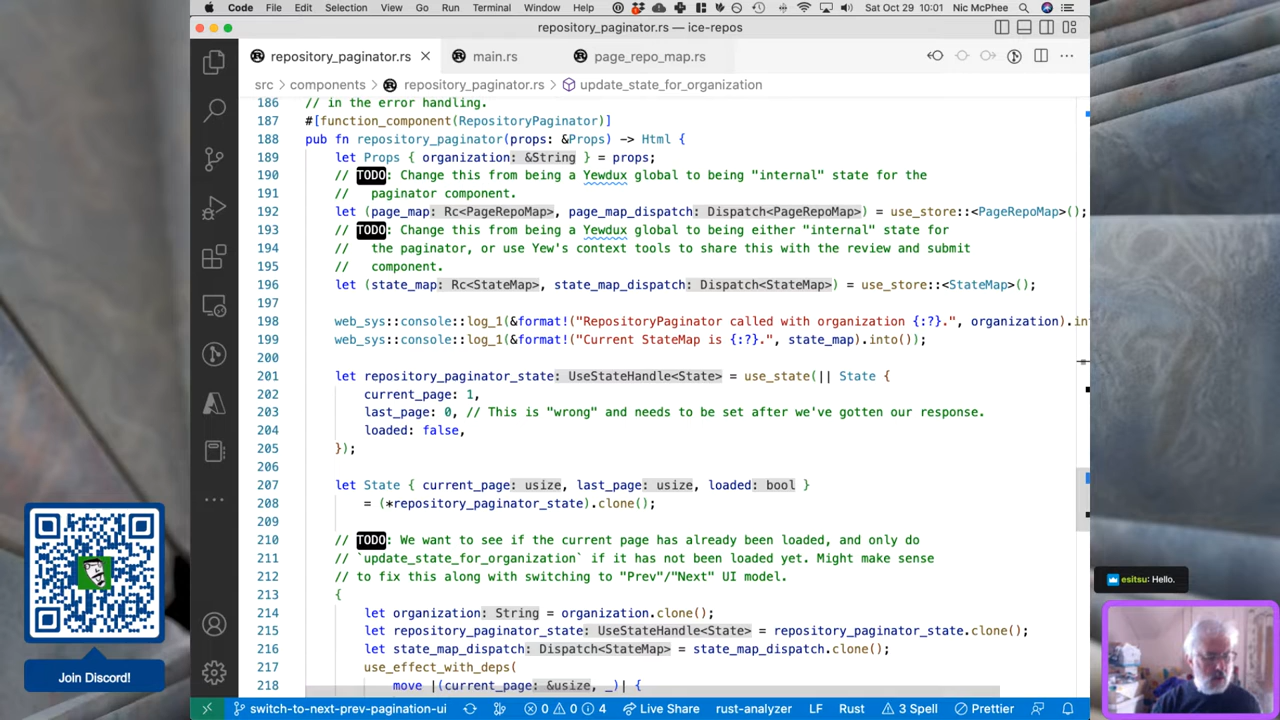 Code File Edit Selection View Go Run Terminal Window Help Sat Oct 29 10:01 Nic McPhee
repository_paginator.rs — ice-repos
repository_paginator.rs main.rs page_repo_map.rs
src > components > repository_paginator.rs > update_state_for_organization
186 // in the error handling.
187 #[function_component(RepositoryPaginator)]
188 pub fn repository_paginator(props: &Props) -> Html {
189 let Props { organization: &String } = props;
190 // TODO: Change this from being a Yewdux global to being "internal" state for the
191 // paginator component.
192 let (page_map: Rc<PageRepoMap>, page_map_dispatch: Dispatch<PageRepoMap>) = use_store::<PageRepoMap>();
193 // TODO: Change this from being a Yewdux global to being either "internal" state for
194 // the paginator, or use Yew's context tools to share this with the review and submit
195 // component.
196 let (state_map: Rc<StateMap>, state_map_dispatch: Dispatch<StateMap>) = use_store::<StateMap>();
197
198 web_sys::console::log_1(&format!("RepositoryPaginator called with organization {:?}.", organization).in
199 web_sys::console::log_1(&format!("Current StateMap is {:?}.", state_map).into());
200
201 let repository_paginator_state: UseStateHandle<State> = use_state(|| State {
202 current_page: 1,
203 last_page: 0, // This is "wrong" and needs to be set after we've gotten our response.
204 loaded: false,
205 });
206
207 let State { current_page: usize, last_page: usize, loaded: bool }
208 = (*repository_paginator_state).clone();
209
210 // TODO: We want to see if the current page has already been loaded, and only do
211 // `update_state_for_organization` if it has not been loaded yet. Might make sense
212 // to fix this along with switching to "Prev"/"Next" UI model.
213 {
214 let organization: String = organization.clone();
215 let repository_paginator_state: UseStateHandle<State> = repository_paginator_state.clone();
216 let state_map_dispatch: Dispatch<StateMap> = state_map_dispatch.clone();
217 use_effect_with_deps(
218 move |(current_page: &usize, _)| {
switch-to-next-prev-pagination-ui 0 0 4 Live Share rust-analyzer LF Rust 3 Spell Prettier
Join Discord!
esitsu: Hello.